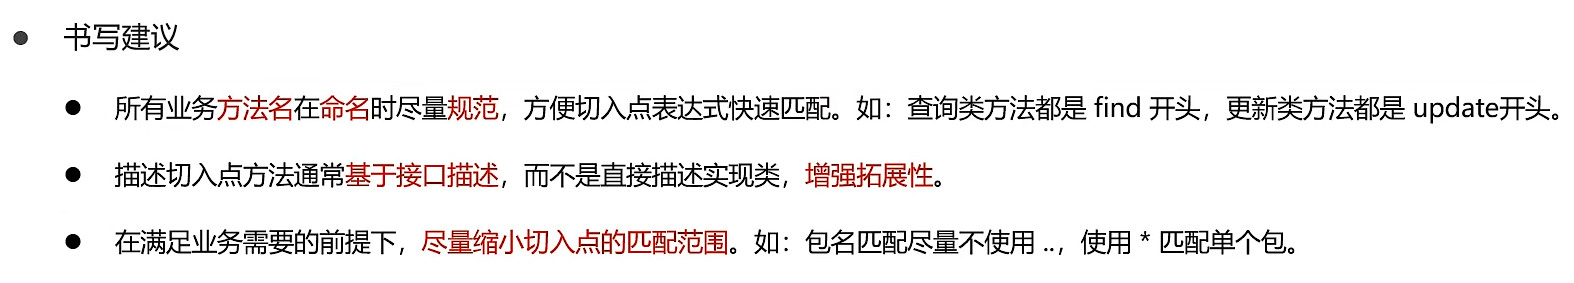 书写建议
所有业务方法名在命名时尽量规范，方便切入点表达式快速匹配。如：查询类方法都是 find 开头，更新类方法都是 update开头。
描述切入点方法通常基于接口描述，而不是直接描述实现类，增强拓展性。
在满足业务需要的前提下，尽量缩小切入点的匹配范围。如：包名匹配尽量不使用 ..，使用 * 匹配单个包。